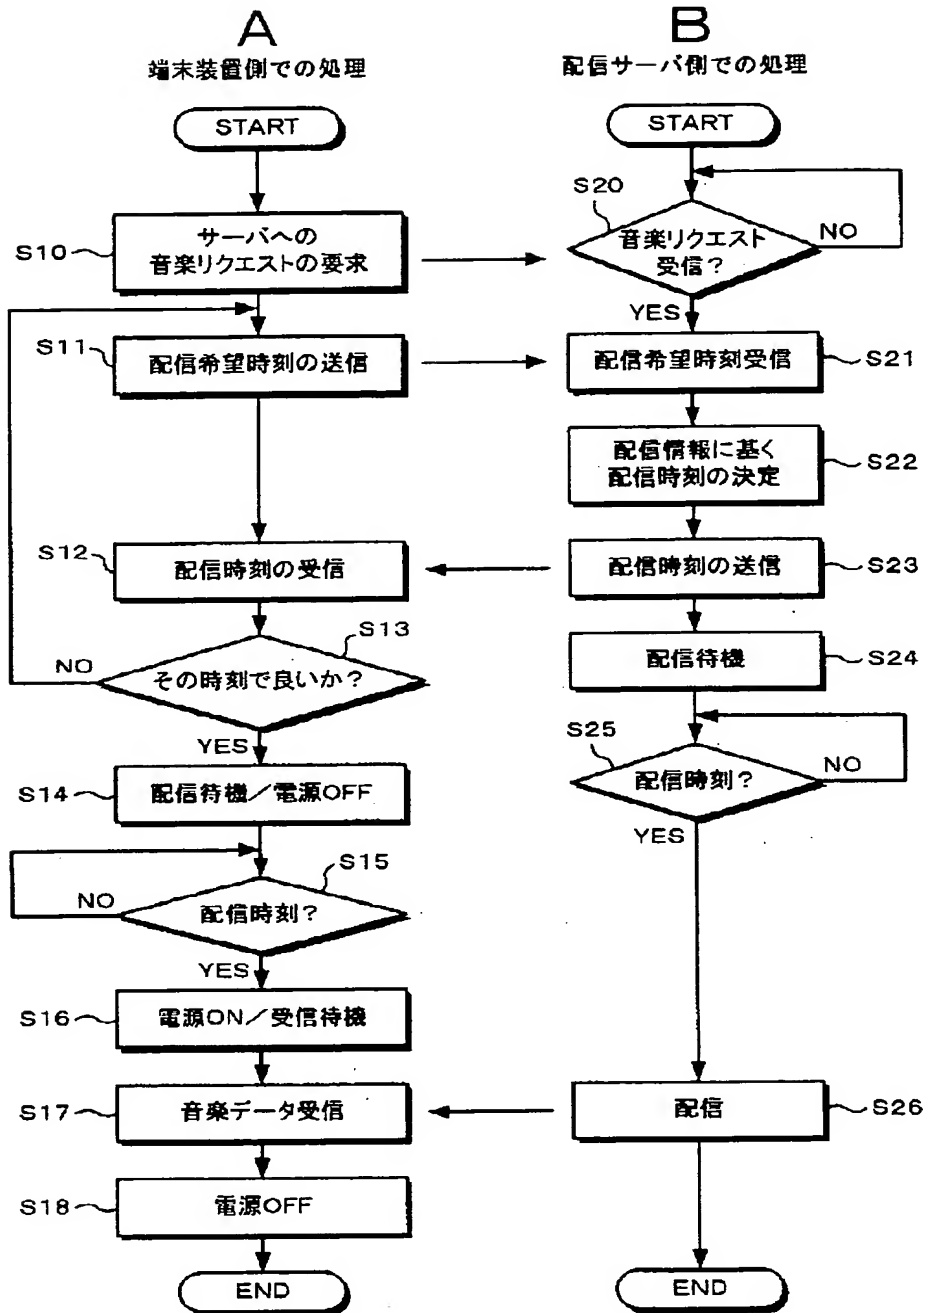 A
端末装置側での処理
START
S10
サーバへの
音楽リクエストの要求
S11
配信希望時刻の送信
S12
配信時刻の受信
S13
その時刻で良いか?
NO
YES
S14
配信待機/電源OFF
S15
配信時刻?
NO
YES
S16
電源ON/受信待機
S17
音楽データ受信
S18
電源OFF
END
B
配信サーバ側での処理
START
S20
音楽リクエスト
受信?
NO
YES
配信希望時刻受信
S21
配信情報に基く
配信時刻の決定
S22
配信時刻の送信
S23
配信待機
S24
S25
配信時刻?
NO
YES
配信
S26
END